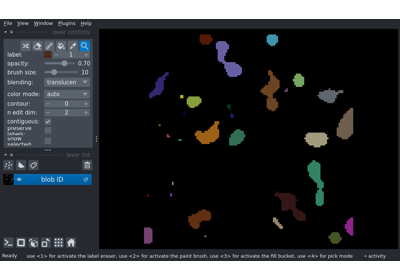 File View Window Plugins Help
layer controls
label: 1
opacity: 0.70
brush size: 10
blending: translucen
color mode: auto
contour: 0
n edit dim: 2
contiguous:
preserve labels:
show selected:
layer list
blob ID
Ready use <1> for activate the label eraser, use <2> for activate the paint brush, use <3> for activate the fill bucket, use <4> for pick mode activity